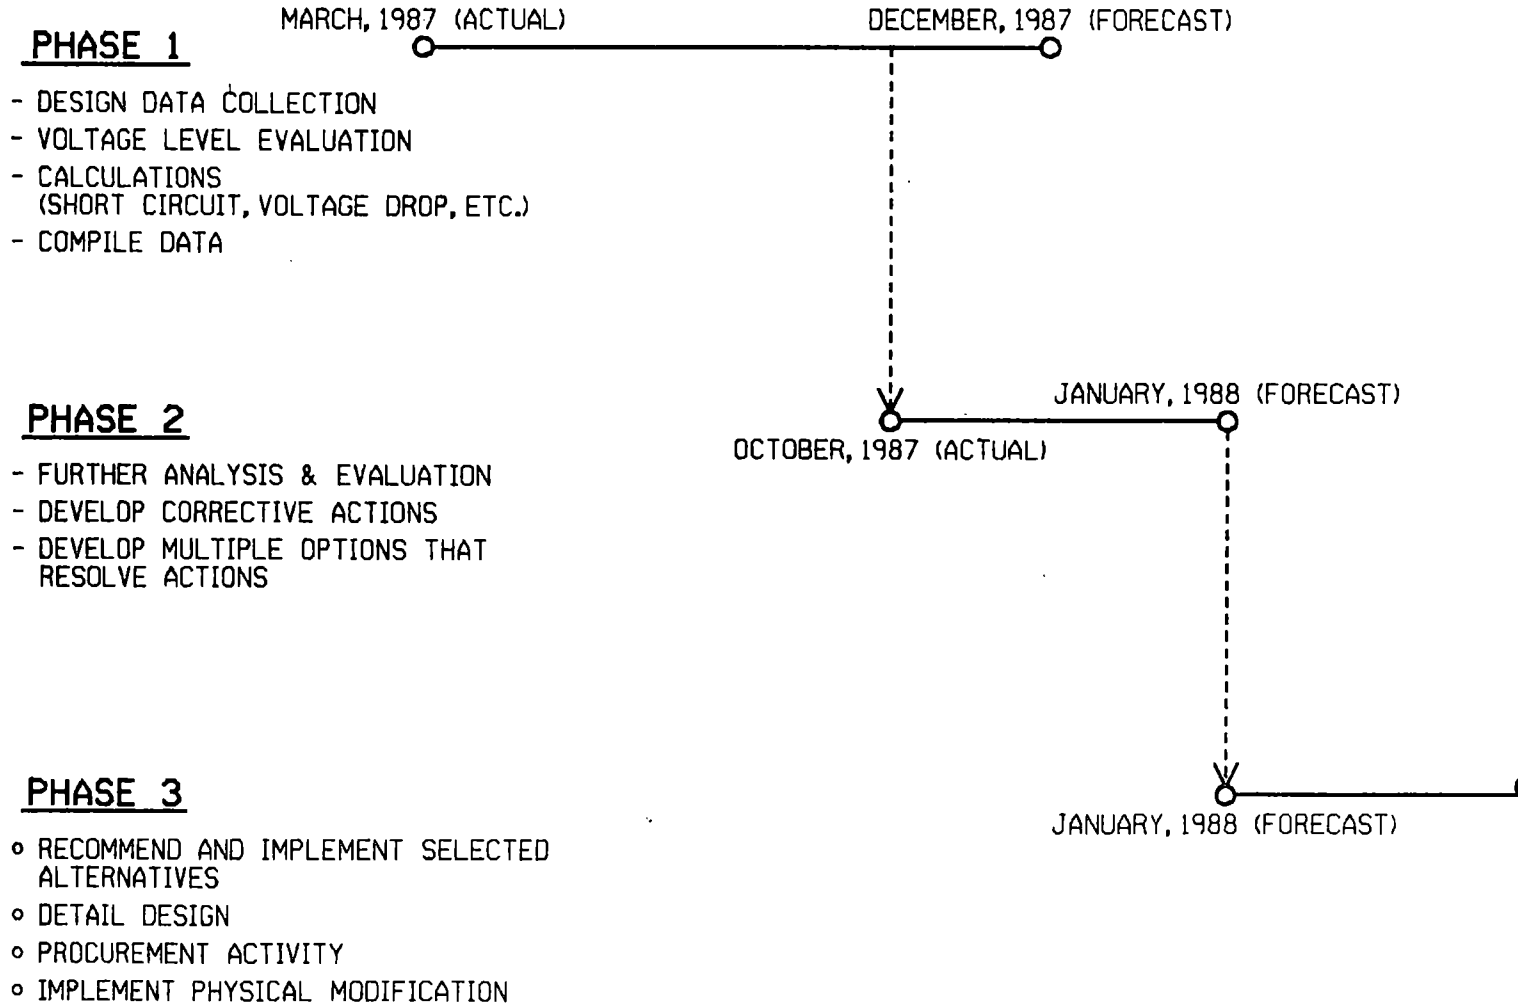 MARCH, 1987 (ACTUAL)
DECEMBER, 1987 (FORECAST)
PHASE 1
- DESIGN DATA COLLECTION
- VOLTAGE LEVEL EVALUATION
- CALCULATIONS
(SHORT CIRCUIT, VOLTAGE DROP, ETC.)
- COMPILE DATA
JANUARY, 1988 (FORECAST)
PHASE 2
OCTOBER, 1987 (ACTUAL)
- FURTHER ANALYSIS & EVALUATION
- DEVELOP CORRECTIVE ACTIONS
- DEVELOP MULTIPLE OPTIONS THAT
RESOLVE ACTIONS
PHASE 3
JANUARY, 1988 (FORECAST)
o RECOMMEND AND IMPLEMENT SELECTED
ALTERNATIVES
o DETAIL DESIGN
o PROCUREMENT ACTIVITY
o IMPLEMENT PHYSICAL MODIFICATION